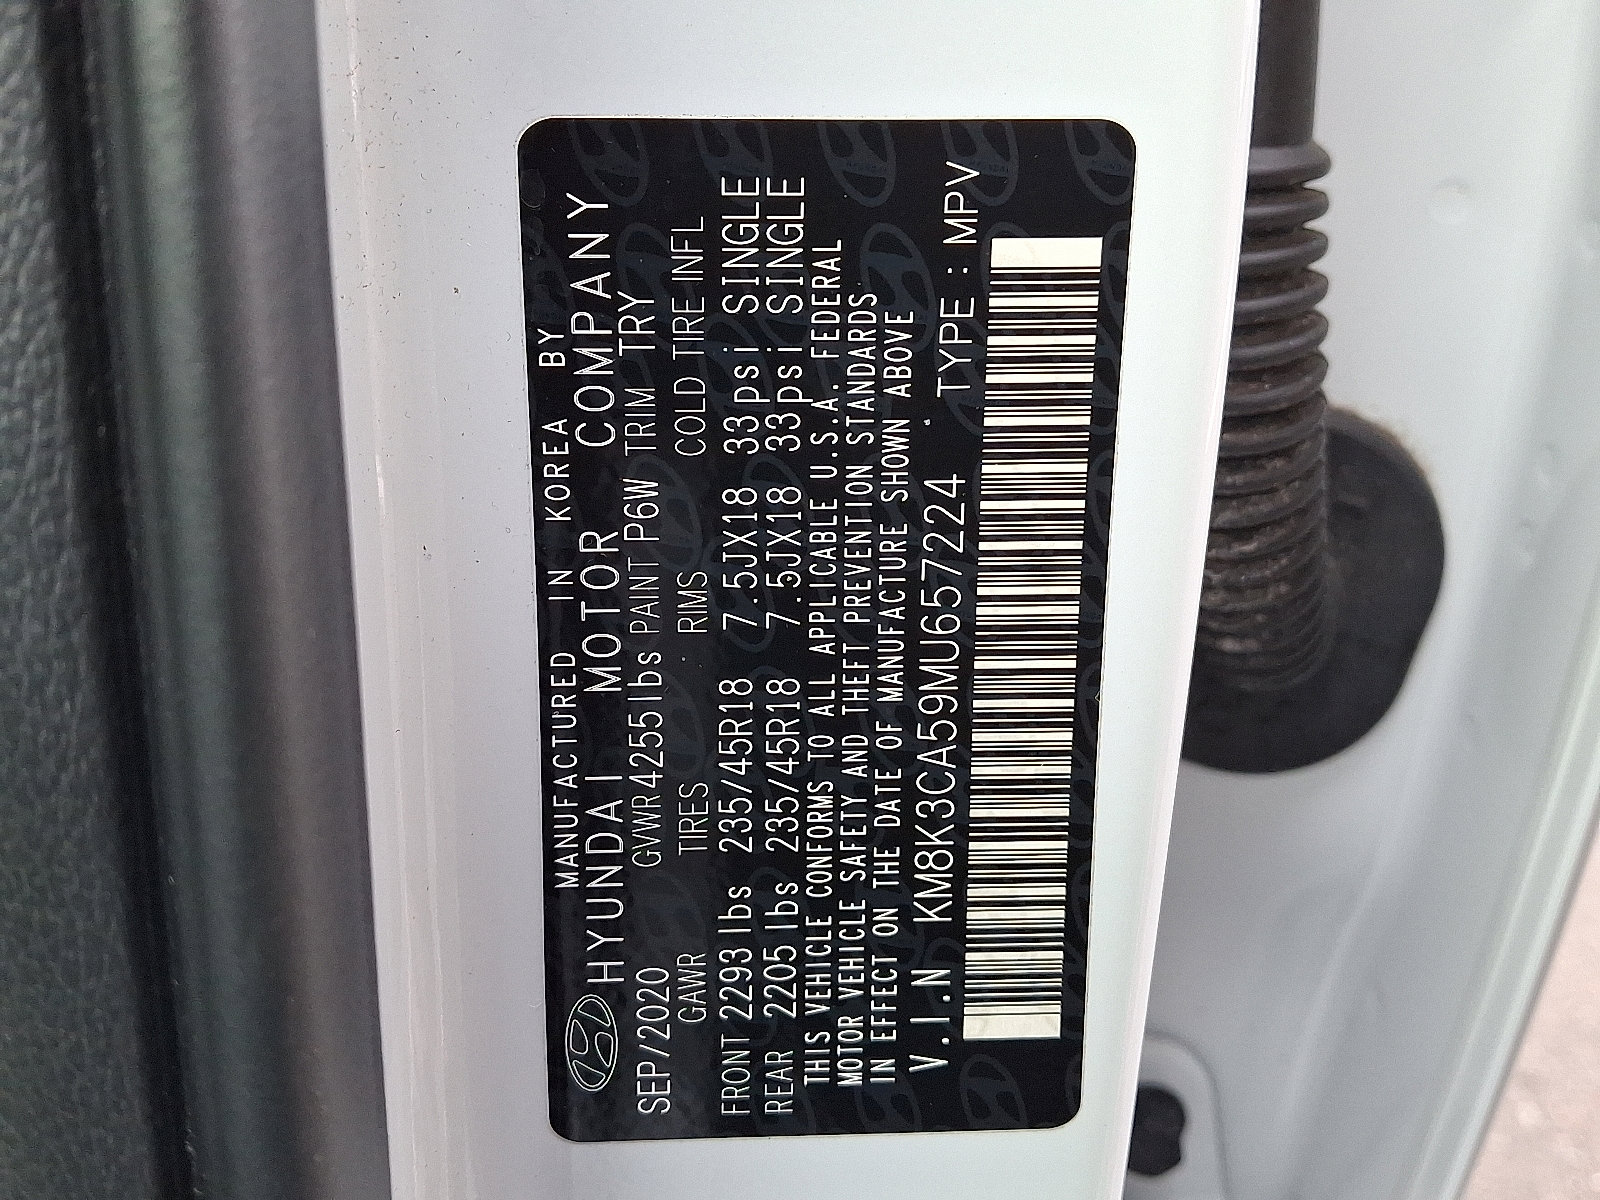 MANUFACTURED IN KOREA BY
HYUNDAI MOTOR COMPANY
SEP/2020 GVWR 4255lbs PAINT P6W TRIM TRY
GAWR TIRES RIMS COLD TIRE INFL
FRONT 2293 lbs 235/45R18 7.5JX18 33psi SINGLE
REAR 2205 lbs 235/45R18 7.5JX18 33psi SINGLE
THIS VEHICLE CONFORMS TO ALL APPLICABLE U.S.A. FEDERAL
MOTOR VEHICLE SAFETY AND THEFT PREVENTION STANDARDS
IN EFFECT ON THE DATE OF MANUFACTURE SHOWN ABOVE
V.I.N KM8K3CA59MU657224 TYPE : MPV